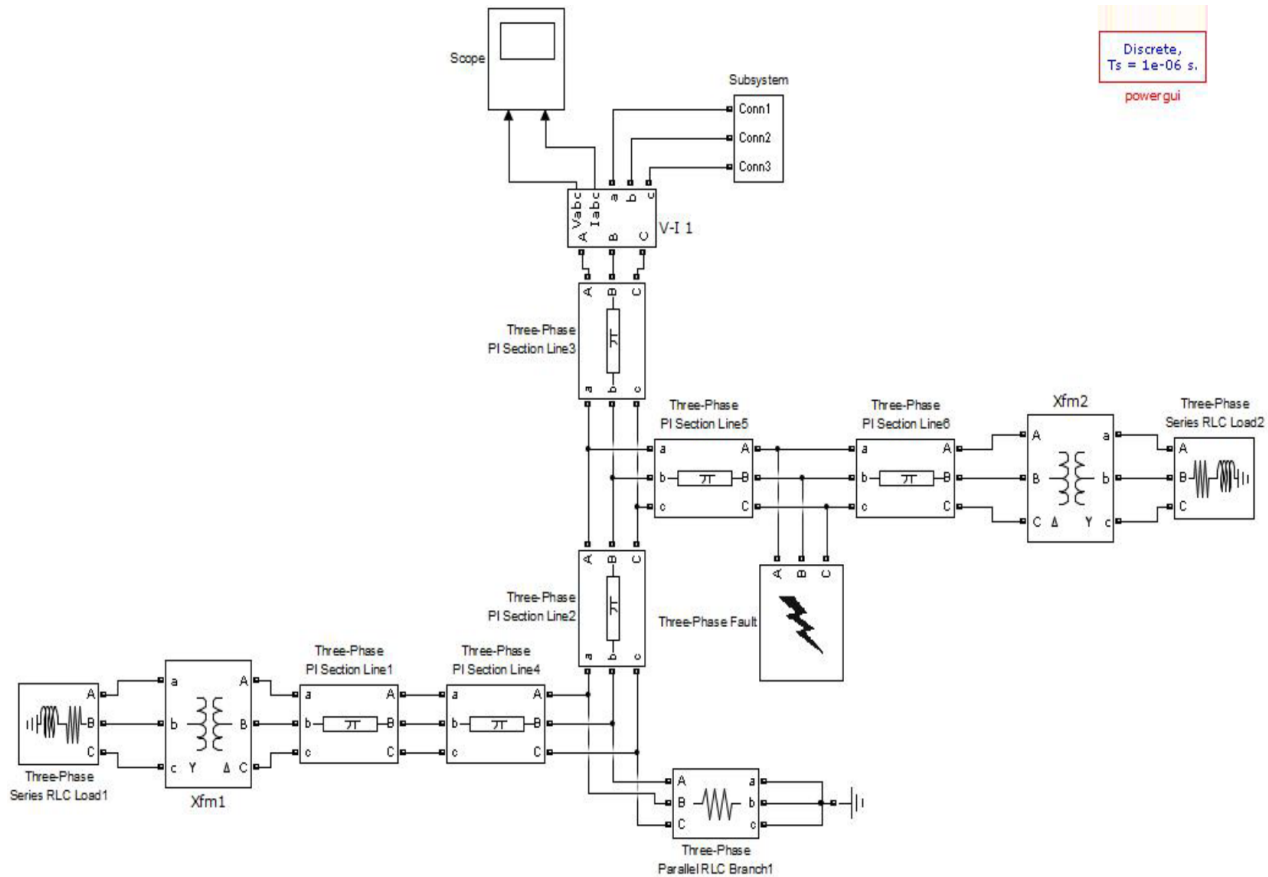 Discrete,
Ts = 1e-06 s.
powergui
Scope
Subsystem
Conn1
Conn2
Conn3
Vabc
Iabc
a
b
c
A
B
C
V-I 1
A
B
C
Three-Phase
PI Section Line3
a
b
c
Three-Phase
PI Section Line5
a
A
b
B
c
C
Three-Phase
PI Section Line6
a
A
b
B
c
C
Xfm2
A
a
B
b
C
Δ
Y
c
Three-Phase
Series RLC Load2
A
B
C
A
B
C
Three-Phase
PI Section Line2
a
b
c
A
B
C
Three-Phase Fault
Three-Phase
PI Section Line1
a
A
b
B
c
C
Three-Phase
PI Section Line4
a
A
b
B
c
C
A
B
C
Three-Phase
Series RLC Load1
a
A
b
B
c
Y
Δ
C
Xfm1
A
a
B
b
C
c
Three-Phase
Parallel RLC Branch1